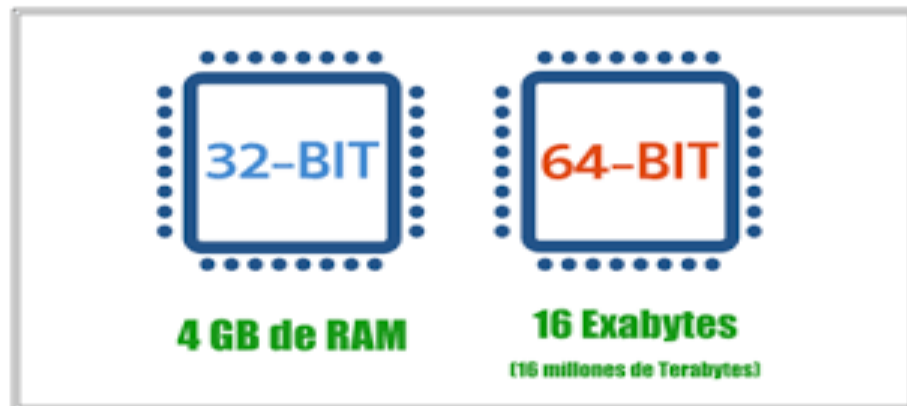 32-BIT
64-BIT
4 GB de RAM
16 Exabytes
(16 millones de Terabytes)